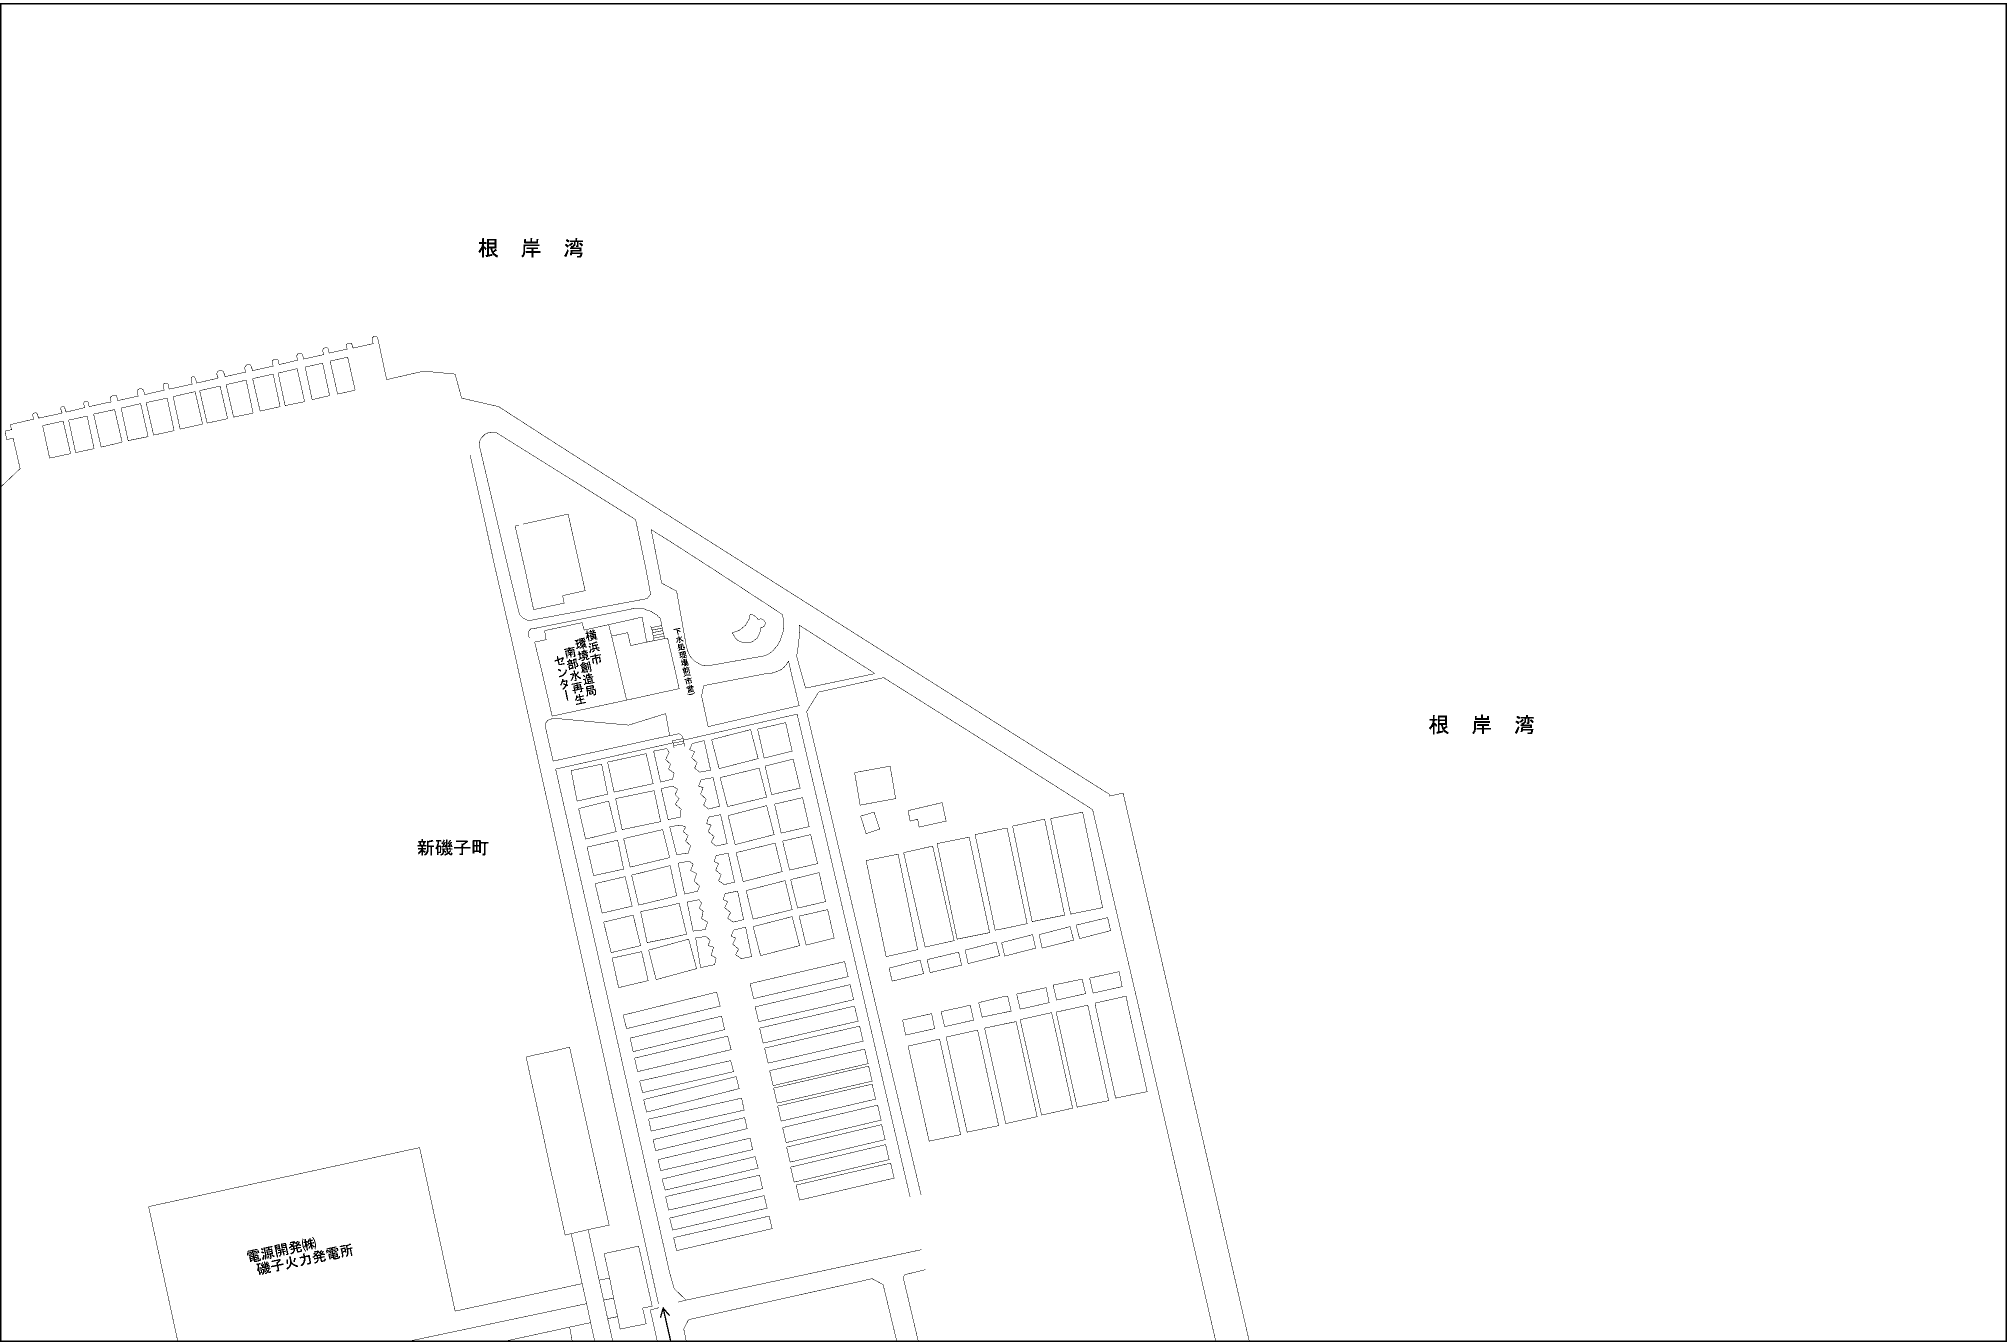 根岸湾
横浜市
環境創造局
南部水再生
センター
下水処理場前(市営)
根岸湾
新磯子町
電源開発㈱
磯子火力発電所